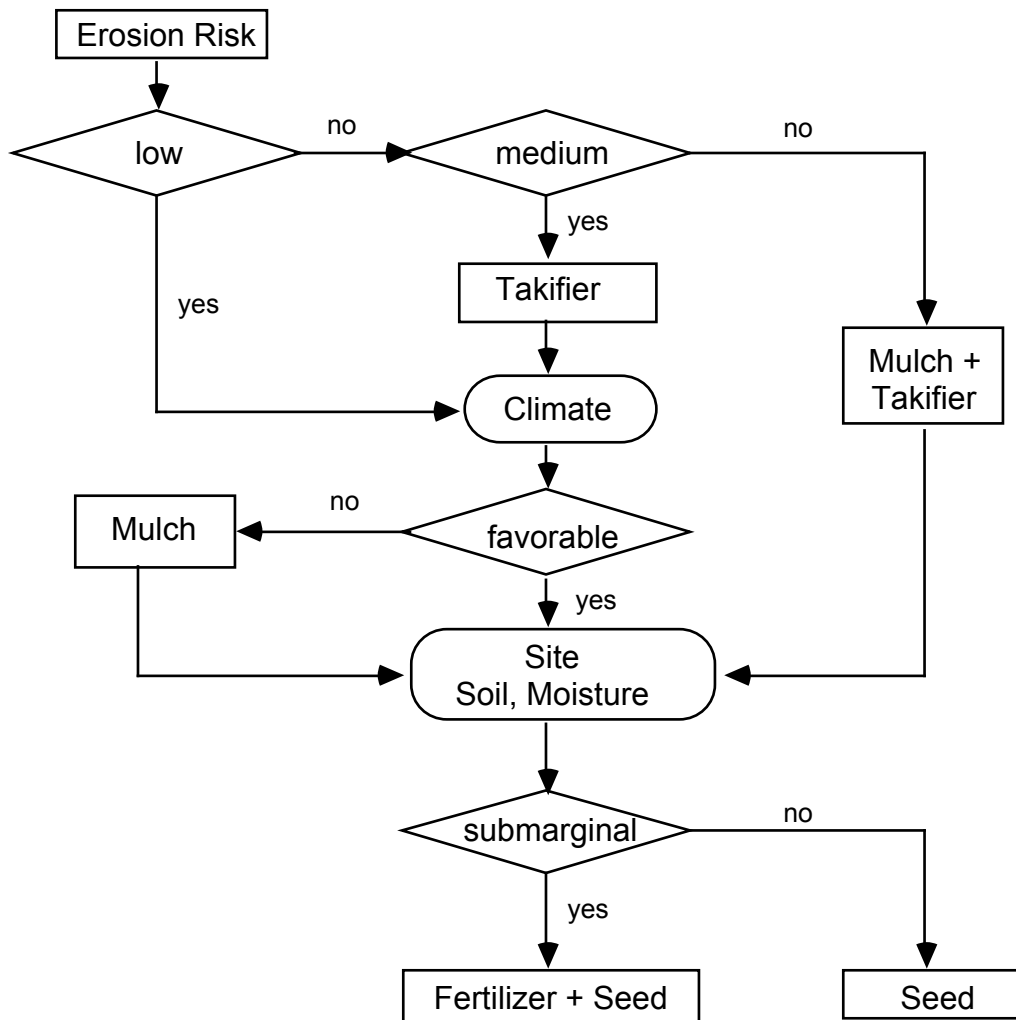 Erosion Risk
low
no
medium
no
yes
yes
Takifier
Mulch +
Takifier
Climate
no
Mulch
favorable
yes
Site
Soil, Moisture
submarginal
no
yes
Fertilizer + Seed
Seed